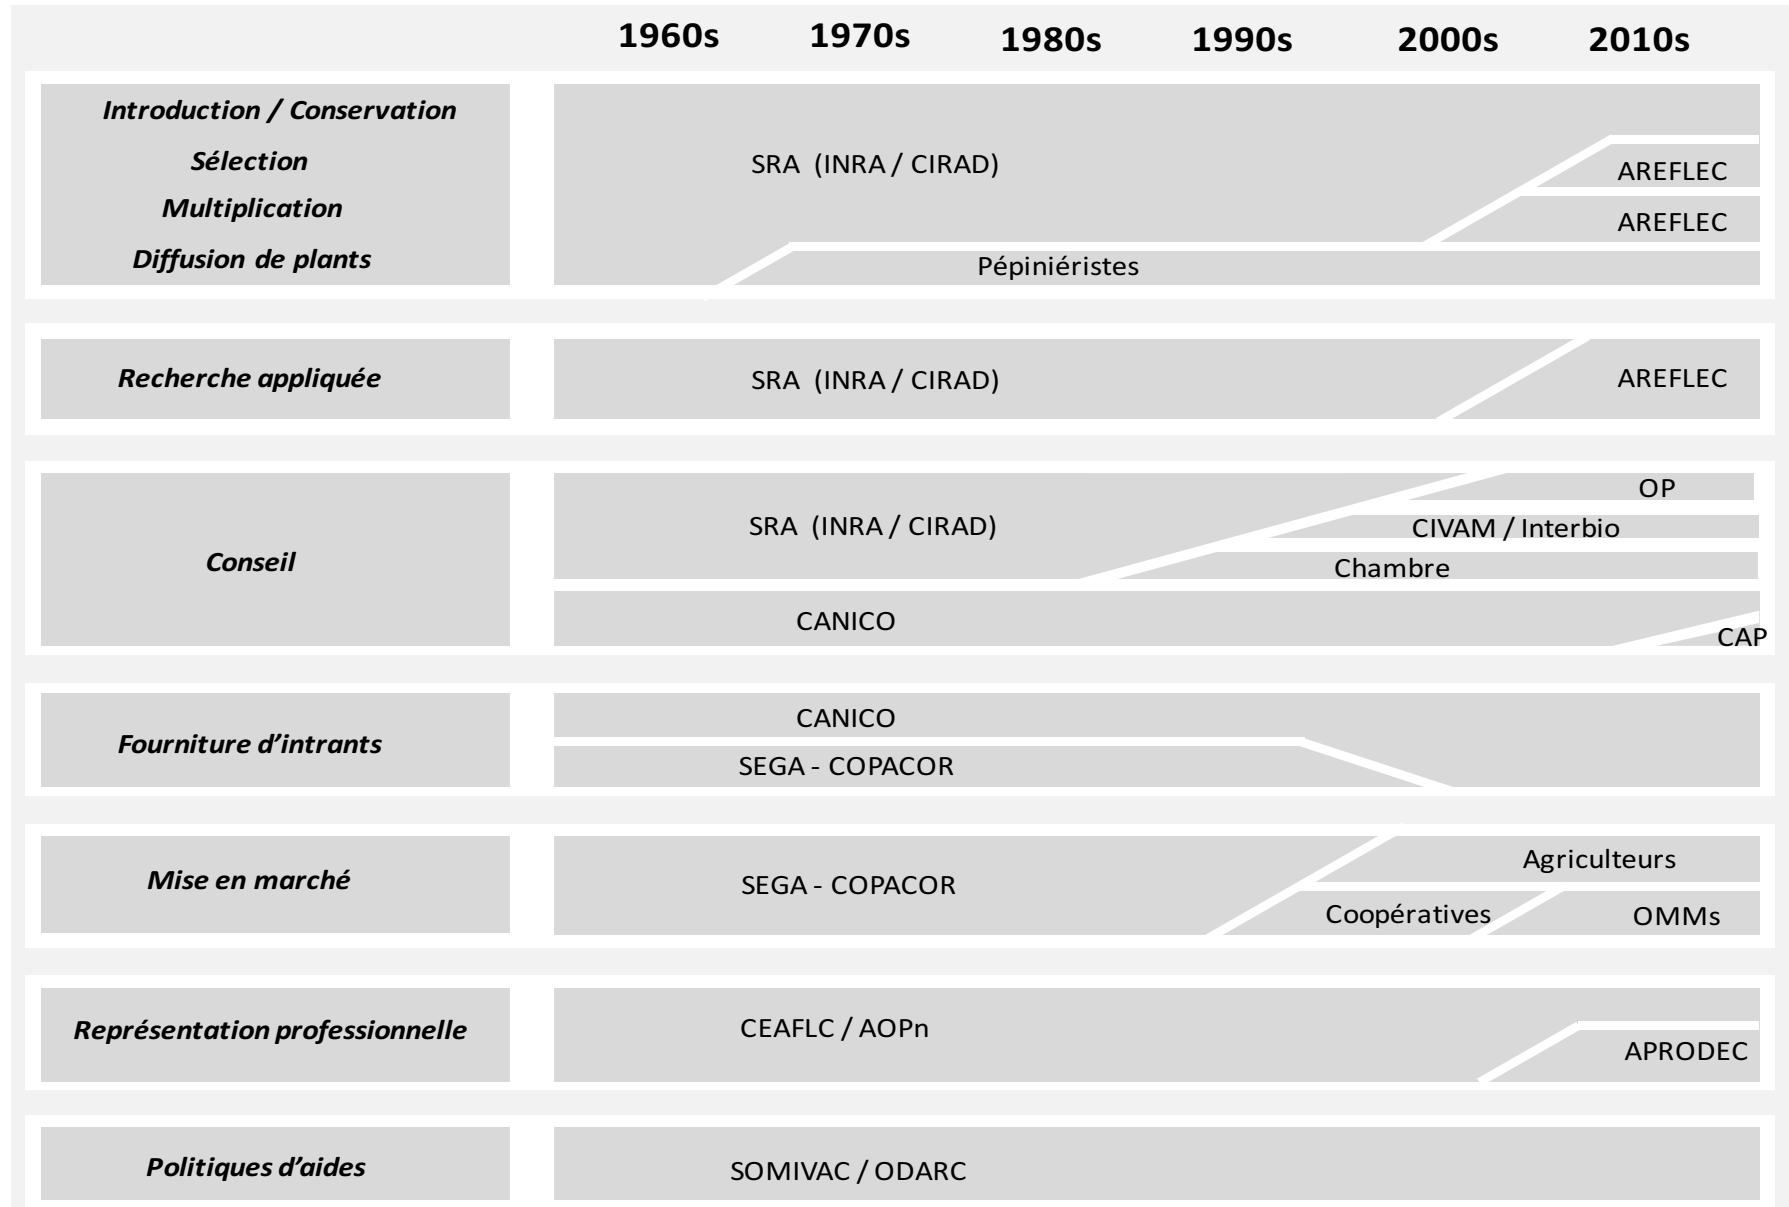 1960s 1970s 1980s 1990s 2000s 2010s
Introduction / Conservation
Sélection
SRA (INRA / CIRAD)
AREFLEC
Multiplication
AREFLEC
Diffusion de plants
Pépiniéristes
Recherche appliquée
SRA (INRA / CIRAD)
AREFLEC
Conseil
OP
SRA (INRA / CIRAD)
CIVAM / Interbio
Chambre
CANICO
CAP
Fourniture d’intrants
CANICO
SEGA - COPACOR
Mise en marché
SEGA - COPACOR
Agriculteurs
Coopératives
OMMs
Représentation professionnelle
CEAFLC / AOPn
APRODEC
Politiques d’aides
SOMIVAC / ODARC